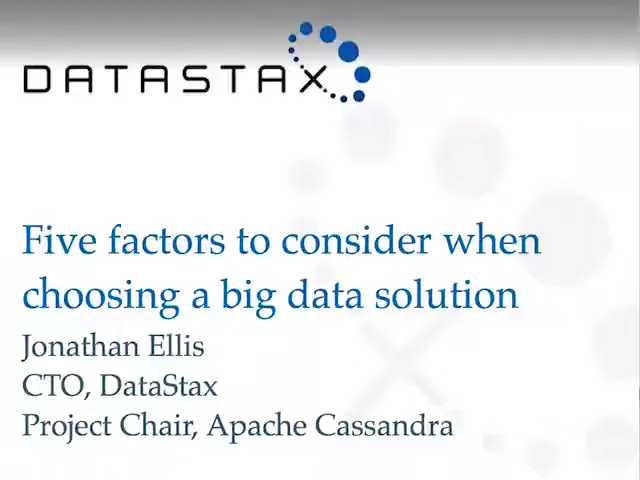 DATASTAX
Five factors to consider when
choosing a big data solution
Jonathan Ellis
CTO, DataStax
Project Chair, Apache Cassandra